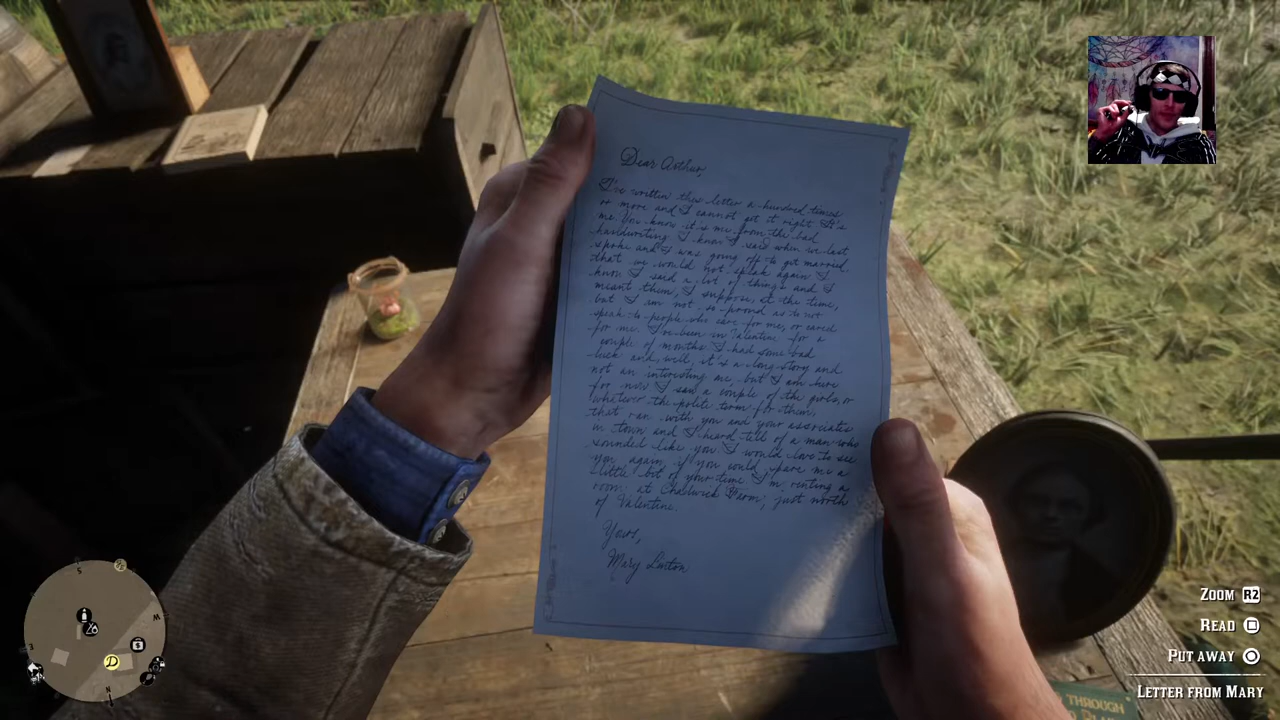 Dear Arthur,
I've written this letter a hundred times
or more and I cannot get it right. It's
me. You know it's me from the bad
handwriting. I know I said when we last
spoke and I was going off to get married,
that we would not speak again. I
know I said a lot of things and I
meant them, I suppose, at the time,
but I am not so proud as to not
speak to people who care for me, or cared
for me. I've been in Valentine for a
couple of months. I had some bad
luck and, well, it's a long story and
not an interesting one, but I am here
for now. I saw a couple of the girls, or
whatever the polite term for them,
that ran with you and your associates
in town and I heard tell of a man who
sounded like you. I would love to see
you again, if you could spare me a
little bit of your time. I'm renting a
room at Chadwick Farm, just north
of Valentine.
Yours,
Mary Linton
ZOOM R2
READ
PUT AWAY
LETTER FROM MARY
THROUGH
S
W
E
N
D
$